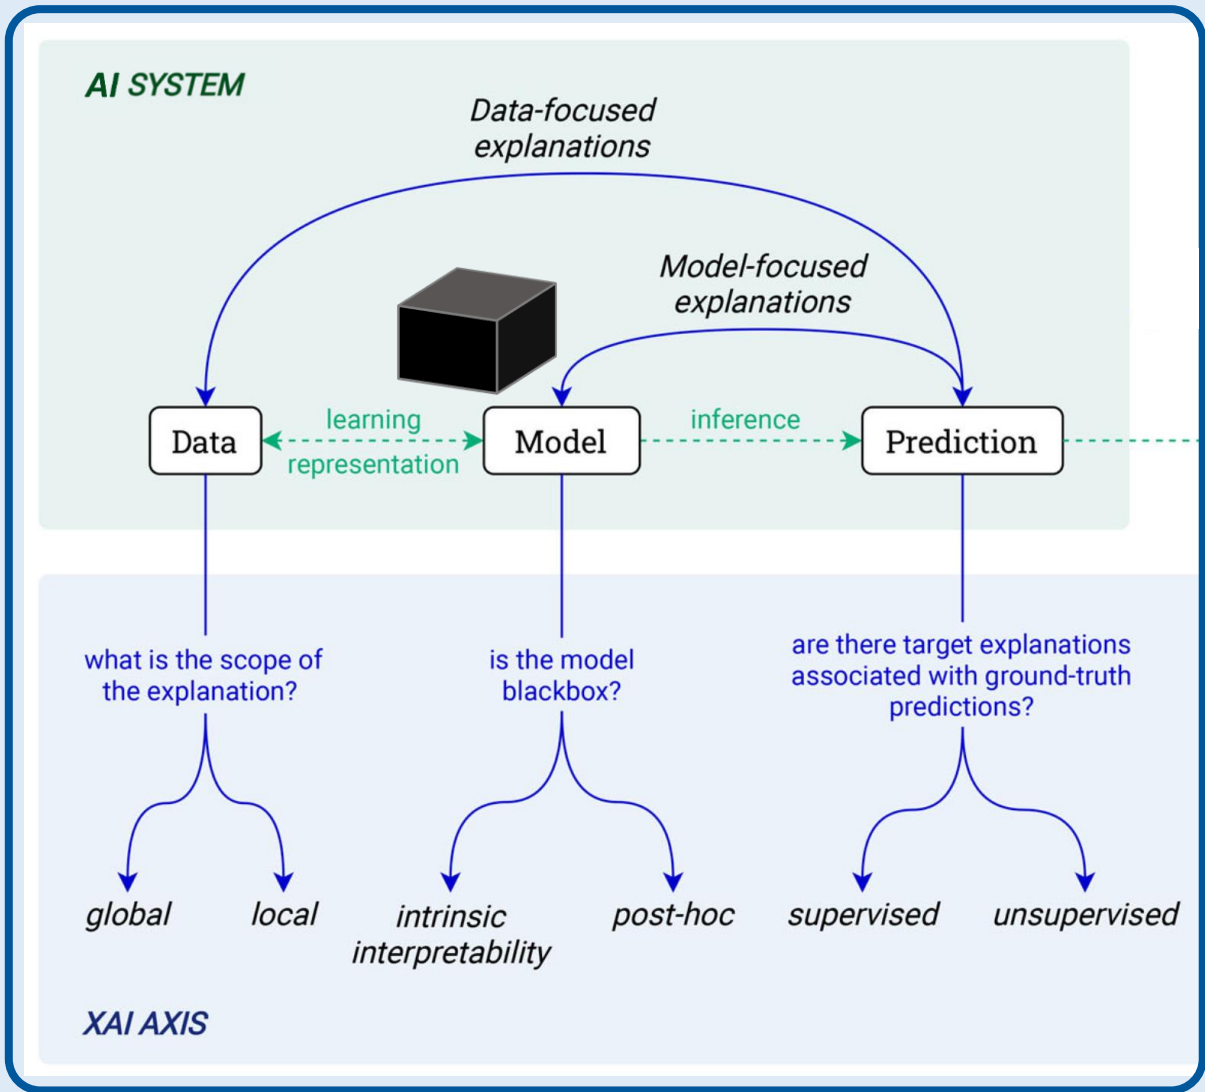 AI SYSTEM
Data-focused
explanations
Model-focused
explanations
Data
learning
representation
Model
inference
Prediction
what is the scope of
the explanation?
is the model
blackbox?
are there target explanations
associated with ground-truth
predictions?
global
local
intrinsic
interpretability
post-hoc
supervised
unsupervised
XAI AXIS